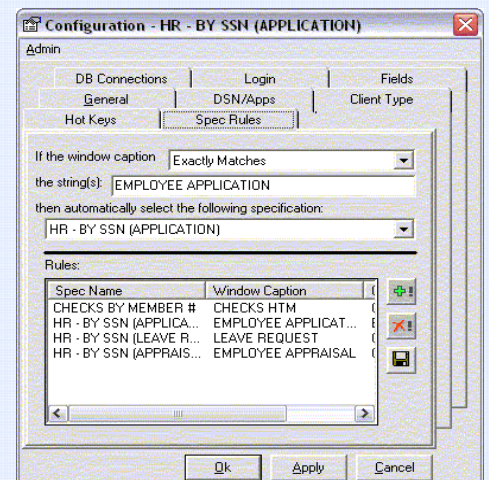 Configuration - HR - BY SSN (APPLICATION)
Admin
DB Connections Login Fields
General DSN/Apps Client Type
Hot Keys Spec Rules
If the window caption Exactly Matches
the string(s): EMPLOYEE APPLICATION
then automatically select the following specification:
HR - BY SSN (APPLICATION)
Rules:
Spec Name Window Caption
CHECKS BY MEMBER # CHECKS HTM
HR - BY SSN (APPLICA... EMPLOYEE APPLICAT...
HR - BY SSN (LEAVE R... LEAVE REQUEST
HR - BY SSN (APPRAIS... EMPLOYEE APPRAISAL
Ok Apply Cancel